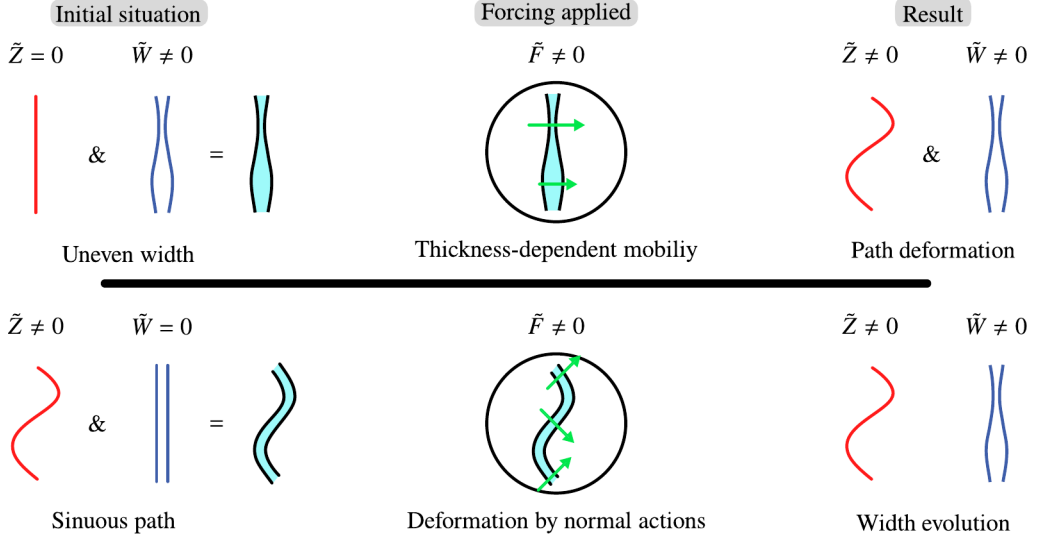 Initial situation Forcing applied Result
Z̃ = 0 W̃ ≠ 0 F̃ ≠ 0 Z̃ ≠ 0 W̃ ≠ 0
& = &
Uneven width Thickness-dependent mobiliy Path deformation
Z̃ ≠ 0 W̃ = 0 F̃ ≠ 0 Z̃ ≠ 0 W̃ ≠ 0
& =
Sinuous path Deformation by normal actions Width evolution